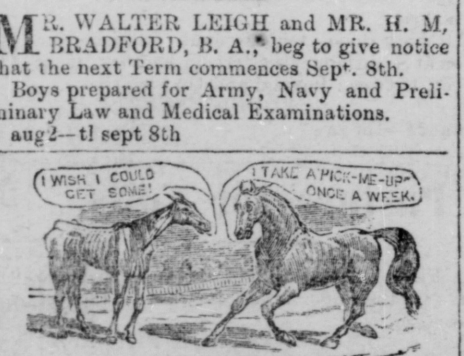 MR. WALTER LEIGH and MR. H. M,
BRADFORD, B. A., beg to give notice
hat the next Term commences Sept. 8th.
Boys prepared for Army, Navy and Preli-
ninary Law and Medical Examinations.
aug2—tl sept 8th
I WISH I COULD
GET SOME!
I TAKE A PICK-ME-UP
ONCE A WEEK.